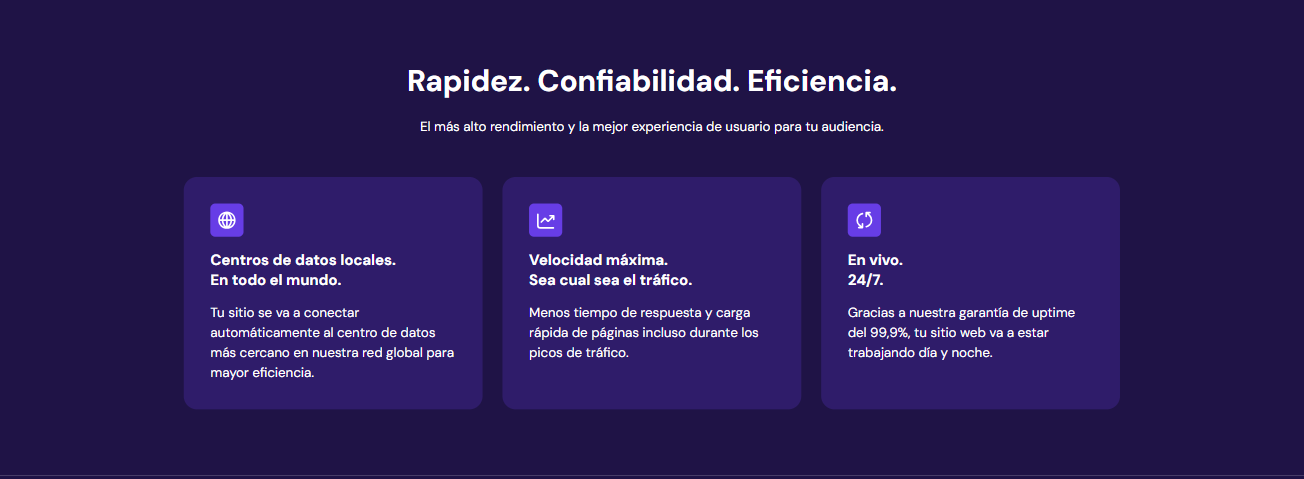 Rapidez. Confiabilidad. Eficiencia.
El más alto rendimiento y la mejor experiencia de usuario para tu audiencia.
Centros de datos locales.
En todo el mundo.
Tu sitio se va a conectar
automáticamente al centro de datos
más cercano en nuestra red global para
mayor eficiencia.
Velocidad máxima.
Sea cual sea el tráfico.
Menos tiempo de respuesta y carga
rápida de páginas incluso durante los
picos de tráfico.
En vivo.
24/7.
Gracias a nuestra garantía de uptime
del 99,9%, tu sitio web va a estar
trabajando día y noche.